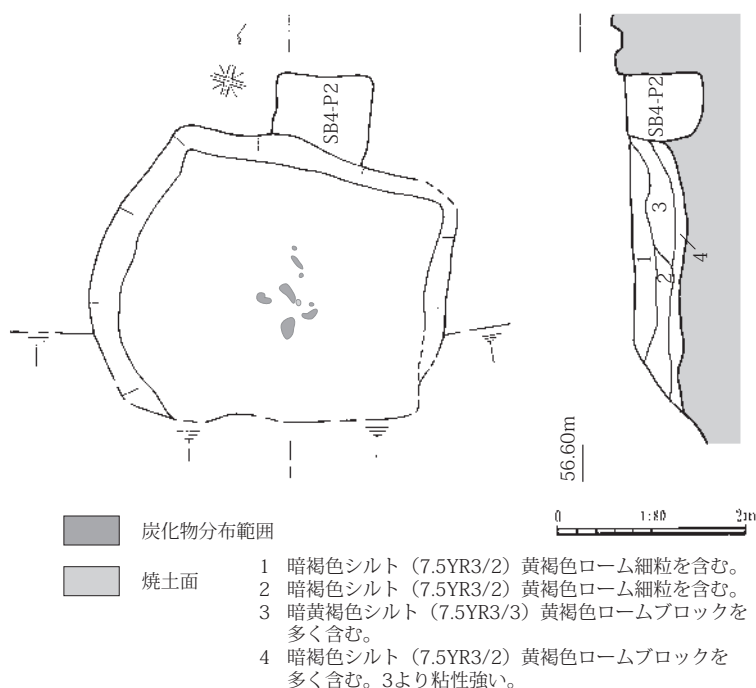 SB4-P2
SB4-P2
1
2
3
4
56.60m
0 1:80 2m
炭化物分布範囲
焼土面
1 暗褐色シルト（7.5YR3/2）黄褐色ローム細粒を含む。
2 暗褐色シルト（7.5YR3/2）黄褐色ローム細粒を含む。
3 暗黄褐色シルト（7.5YR3/3）黄褐色ロームブロックを
多く含む。
4 暗褐色シルト（7.5YR3/2）黄褐色ロームブロックを
多く含む。3より粘性強い。